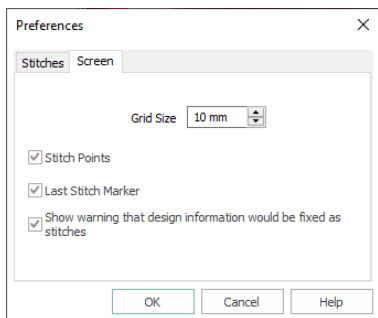 Preferences
Stitches Screen
Grid Size 10 mm
Stitch Points
Last Stitch Marker
Show warning that design information would be fixed as
stitches
OK Cancel Help